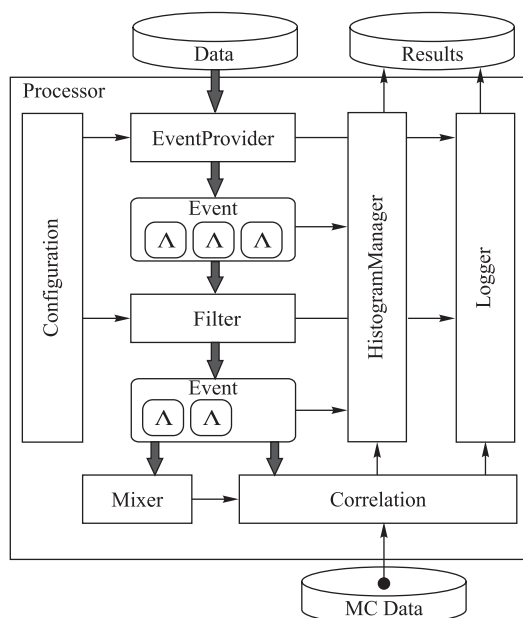 Data
Results
Processor
EventProvider
Configuration
HistogramManager
Logger
Event
Λ Λ Λ
Filter
Event
Λ Λ
Mixer
Correlation
MC Data